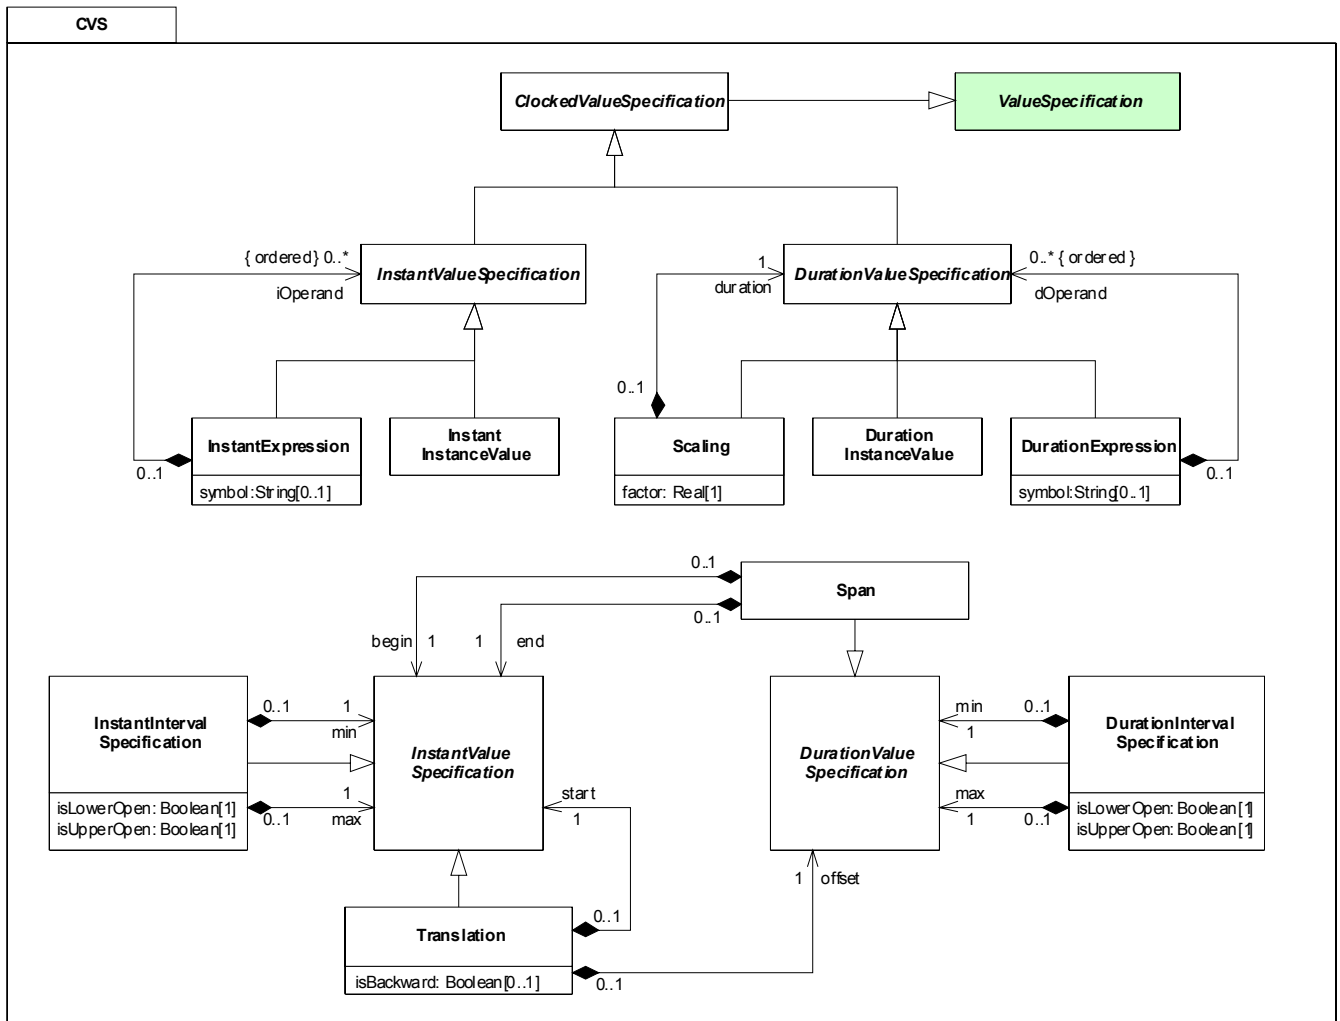 CVS
ClockedValueSpecification
ValueSpecification
{ ordered} 0..*
iOperand
InstantValueSpecification
1
duration
DurationValueSpecification
0..* { ordered }
dOperand
0..1
InstantExpression
symbol:String[0..1]
0..1
Instant
InstanceValue
Scaling
factor: Real[1]
Duration
InstanceValue
DurationExpression
symbol:String[0..1]
0..1
0..1
0..1
Span
begin 1
1 end
InstantInterval
Specification
isLowerOpen: Boolean[1]
isUpperOpen: Boolean[1]
0..1
1
min
1
0..1
max
InstantValue
Specification
start
1
DurationValue
Specification
min
0..1
1
max
1
0..1
DurationInterval
Specification
isLowerOpen: Boolean[1]
isUpperOpen: Boolean[1]
1 offset
Translation
isBackward: Boolean[0..1]
0..1
0..1